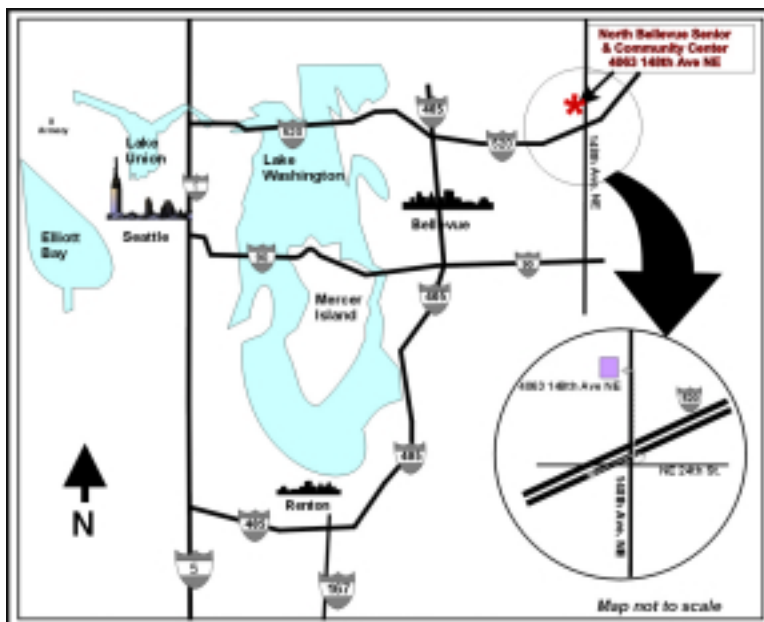 North Bellevue Senior
& Community Center
4063 148th Ave NE
Armory
Lake
Union
520
405
520
Lake
Washington
148th Ave, NE
5
Elliott
Bay
Seattle
Bellevue
90
90
Mercer
Island
405
4063 148th Ave NE
520
NE 24th St.
148th Ave, NE
405
N
Renton
405
5
167
Map not to scale